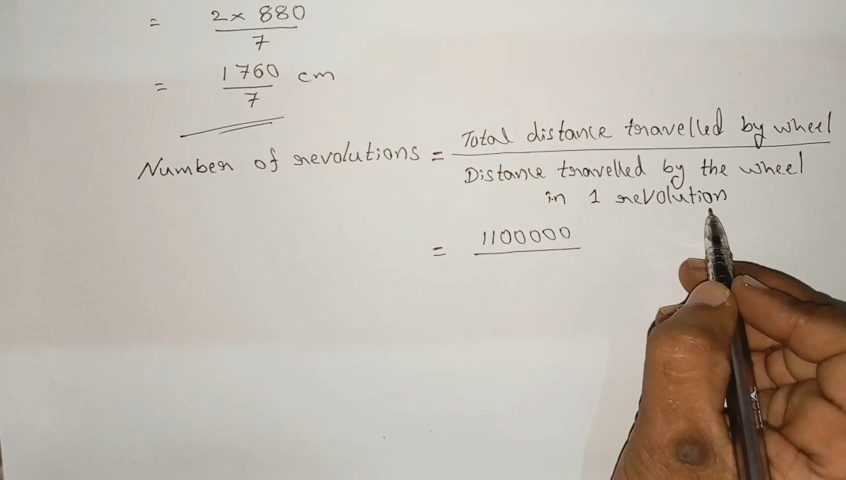 = 2 × 880
7
= 1760 cm
7
Number of revolutions = Total distance travelled by wheel
Distance travelled by the wheel
in 1 revolution
= 1100000